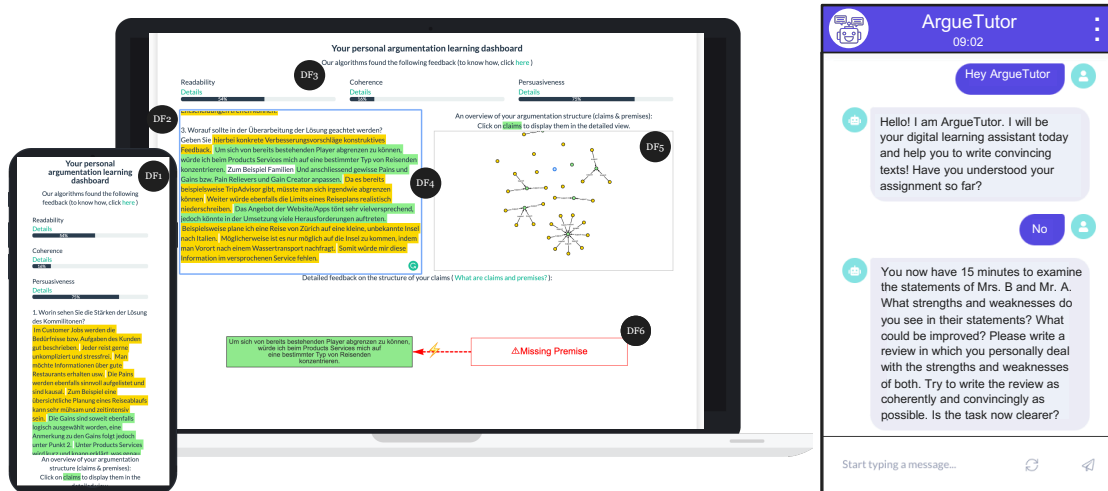 Your personal argumentation learning dashboard
Our algorithms found the following feedback (to know how, click here )
DF3
Readability
Details
54%
Coherence
Details
16%
Persuasiveness
Details
75%
DF2
3. Worauf sollte in der Überarbeitung der Lösung geachtet werden?
Geben Sie hierbei konkrete Verbesserungsvorschläge konstruktives
Feedback. Um sich von bereits bestehenden Player abgrenzen zu können,
würde ich beim Products Services mich auf eine bestimmter Typ von Reisenden
konzentrieren. Zum Beispiel Familien Und anschliessend gewisse Pains und
Gains bzw. Pain Relievers und Gain Creator anpassen. Da es bereits
beispielsweise TripAdvisor gibt, müsste man sich irgendwie abgrenzen
können Weiter würde ebenfalls die Limits eines Reiseplans realistisch
niederschreiben. Das Angebot der Website/Apps tönt sehr vielversprechend,
jedoch könnte in der Umsetzung viele Herausforderungen auftreten.
Beispielsweise plane ich eine Reise von Zürich auf eine kleine, unbekannte Insel
nach Italien. Möglicherweise ist es nur möglich auf die Insel zu kommen, indem
man Vorort nach einem Wassertransport nachfragt. Somit würde mir diese
Information im versprochenen Service fehlen.
DF4
An overview of your argumentation structure (claims & premises):
Click on claims to display them in the detailed view.
DF5
Detailed feedback on the structure of your claims ( What are claims and premises? ):
Um sich von bereits bestehenden Player abgrenzen zu können,
würde ich beim Products Services mich auf
eine bestimmter Typ von Reisenden
konzentrieren.
⚠Missing Premise
DF6
Your personal
argumentation learning
dashboard
DF1
Our algorithms found the following
feedback (to know how, click here )
Readability
Details
54%
Coherence
Details
16%
Persuasiveness
Details
75%
1. Worin sehen Sie die Stärken der Lösung
des Kommilitonen?
Im Customer Jobs werden die
Bedürfnisse bzw. Aufgaben des Kunden
gut beschrieben. Jeder reist gerne
unkompliziert und stressfrei. Man
möchte Informationen über gute
Restaurants erhalten usw. Die Pains
werden ebenfalls sinnvoll aufgelistet und
sind kausal. Zum Beispiel eine
übersichtliche Planung eines Reiseablaufs
kann sehr mühsam und zeitintensiv
sein. Die Gains sind soweit ebenfalls
logisch ausgewählt worden, eine
Anmerkung zu den Gains folgt jedoch
unter Punkt 2. Unter Products Services
wird kurz und knapp erklärt, was genau
An overview of your argumentation
structure (claims & premises):
Click on claims to display them in the
ArgueTutor
09:02
Hey ArgueTutor
Hello! I am ArgueTutor. I will be
your digital learning assistant today
and help you to write convincing
texts! Have you understood your
assignment so far?
No
You now have 15 minutes to examine
the statements of Mrs. B and Mr. A.
What strengths and weaknesses do
you see in their statements? What
could be improved? Please write a
review in which you personally deal
with the strengths and weaknesses
of both. Try to write the review as
coherently and convincingly as
possible. Is the task now clearer?
Start typing a message...